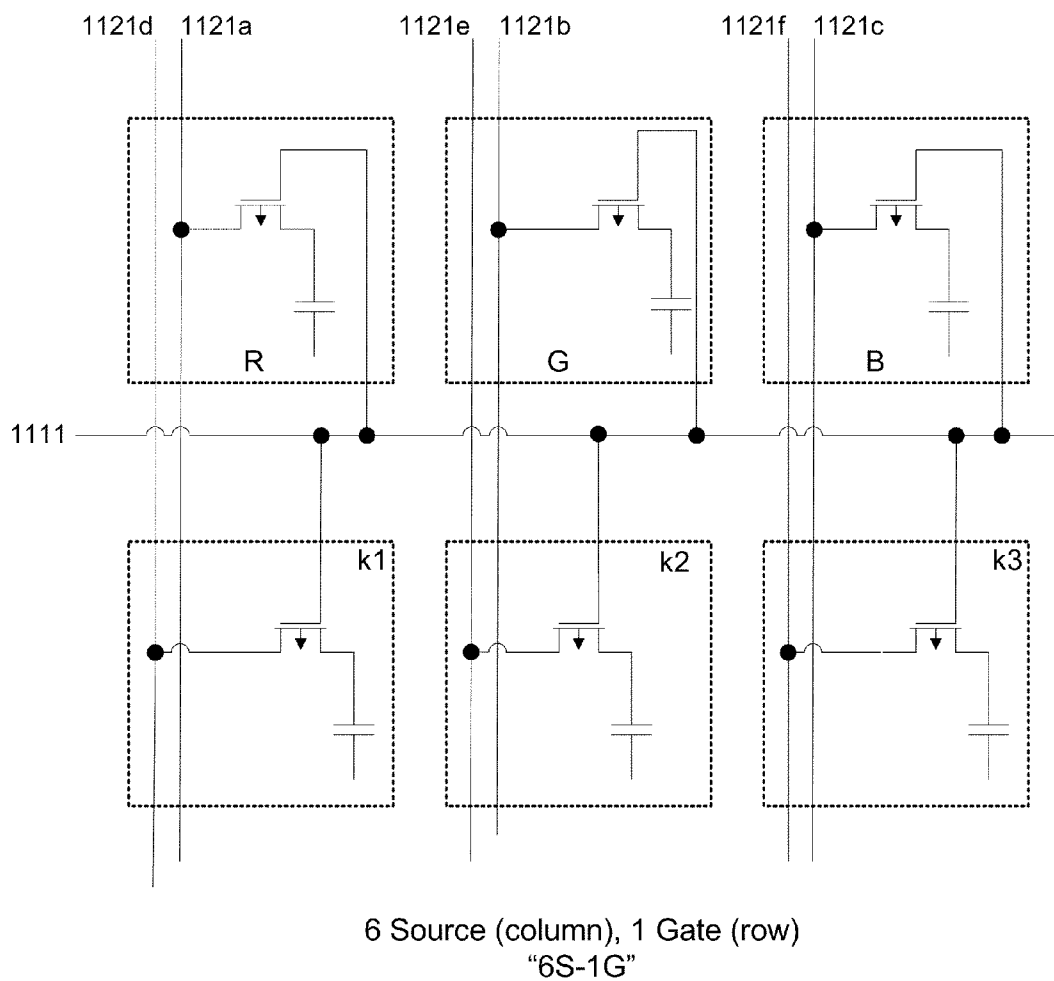 1121d 1121a 1121e 1121b 1121f 1121c
R G B
1111
k1 k2 k3
6 Source (column), 1 Gate (row)
“6S-1G”